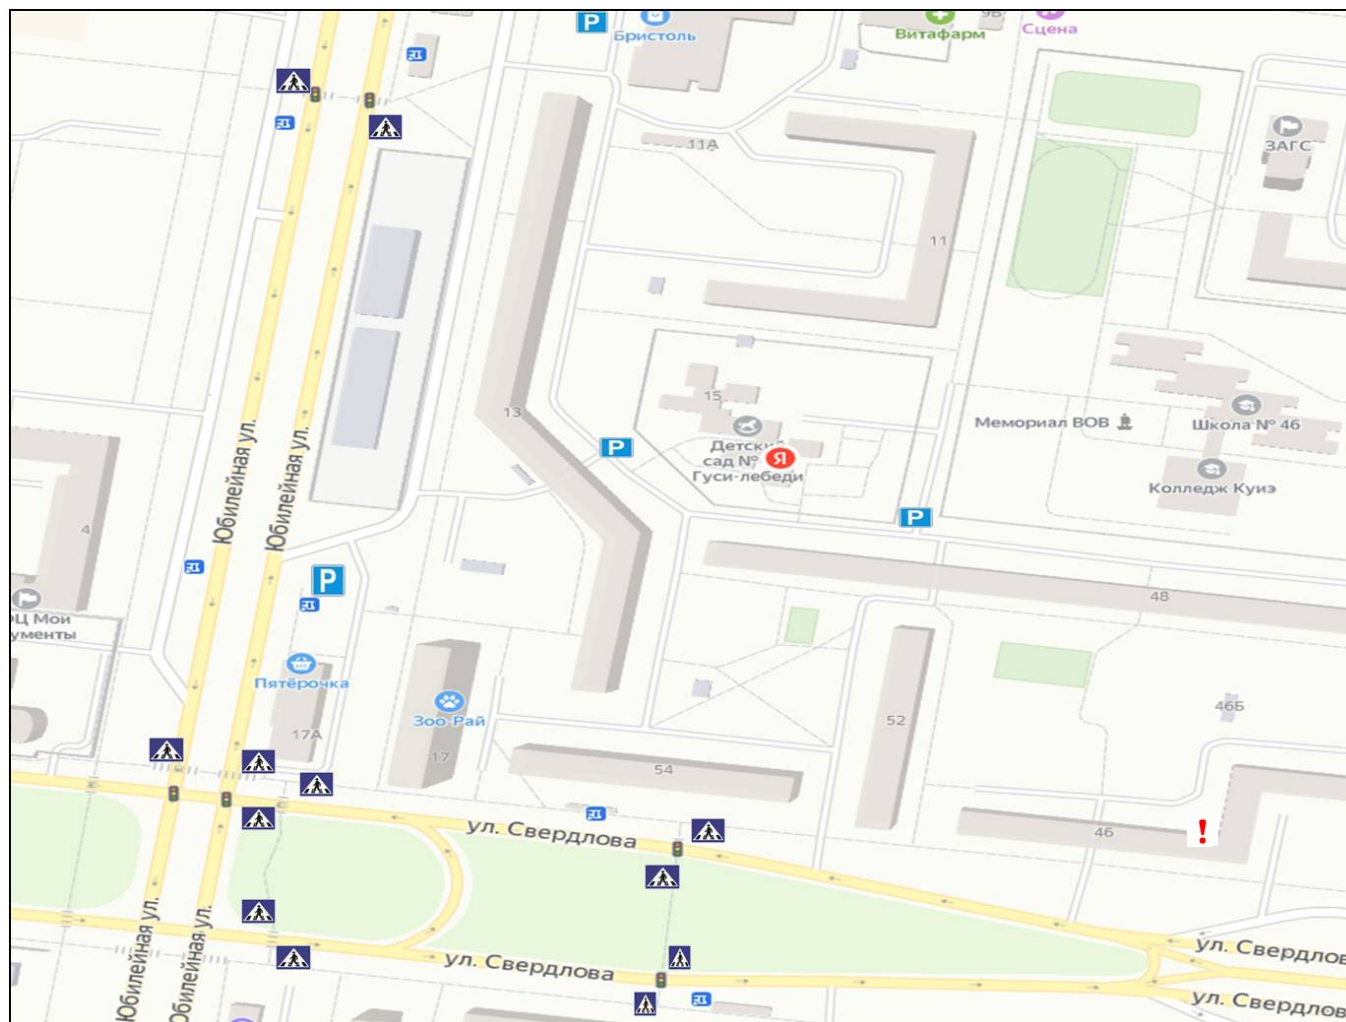 P
Бристоль
Витафарм
9В
Сцена
11А
ЗАГС
11
13
15
Детский
сад №
Гуси-лебеди
Я
P
Мемориал ВОВ
Школа № 46
Колледж Куиэ
Юбилейная ул.
Юбилейная ул.
4
P
P
48
Мои
ументы
Пятёрочка
Зоо-Рай
17А
17
54
52
46Б
46
!
ул. Свердлова
ул. Свердлова
Юбилейная ул.
Юбилейная ул.
ул. Свердлов
ул. Свердлов